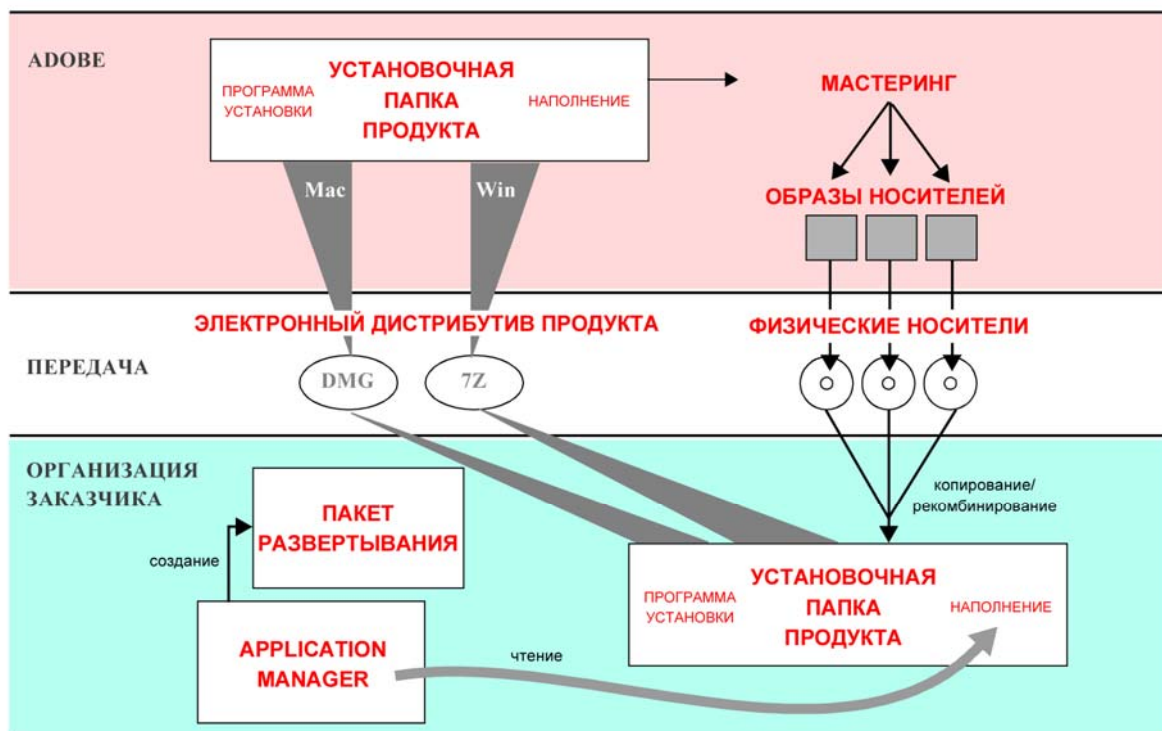 ADOBE
ПРОГРАММА
УСТАНОВКИ
УСТАНОВОЧНАЯ
ПАПКА
ПРОДУКТА
НАПОЛНЕНИЕ
МАСТЕРИНГ
Mac
Win
ОБРАЗЫ НОСИТЕЛЕЙ
ЭЛЕКТРОННЫЙ ДИСТРИБУТИВ ПРОДУКТА
ФИЗИЧЕСКИЕ НОСИТЕЛИ
ПЕРЕДАЧА
DMG
7Z
ОРГАНИЗАЦИЯ
ЗАКАЗЧИКА
копирование/
рекомбинирование
ПАКЕТ
РАЗВЕРТЫВАНИЯ
создание
ПРОГРАММА
УСТАНОВКИ
УСТАНОВОЧНАЯ
ПАПКА
ПРОДУКТА
НАПОЛНЕНИЕ
APPLICATION
MANAGER
чтение